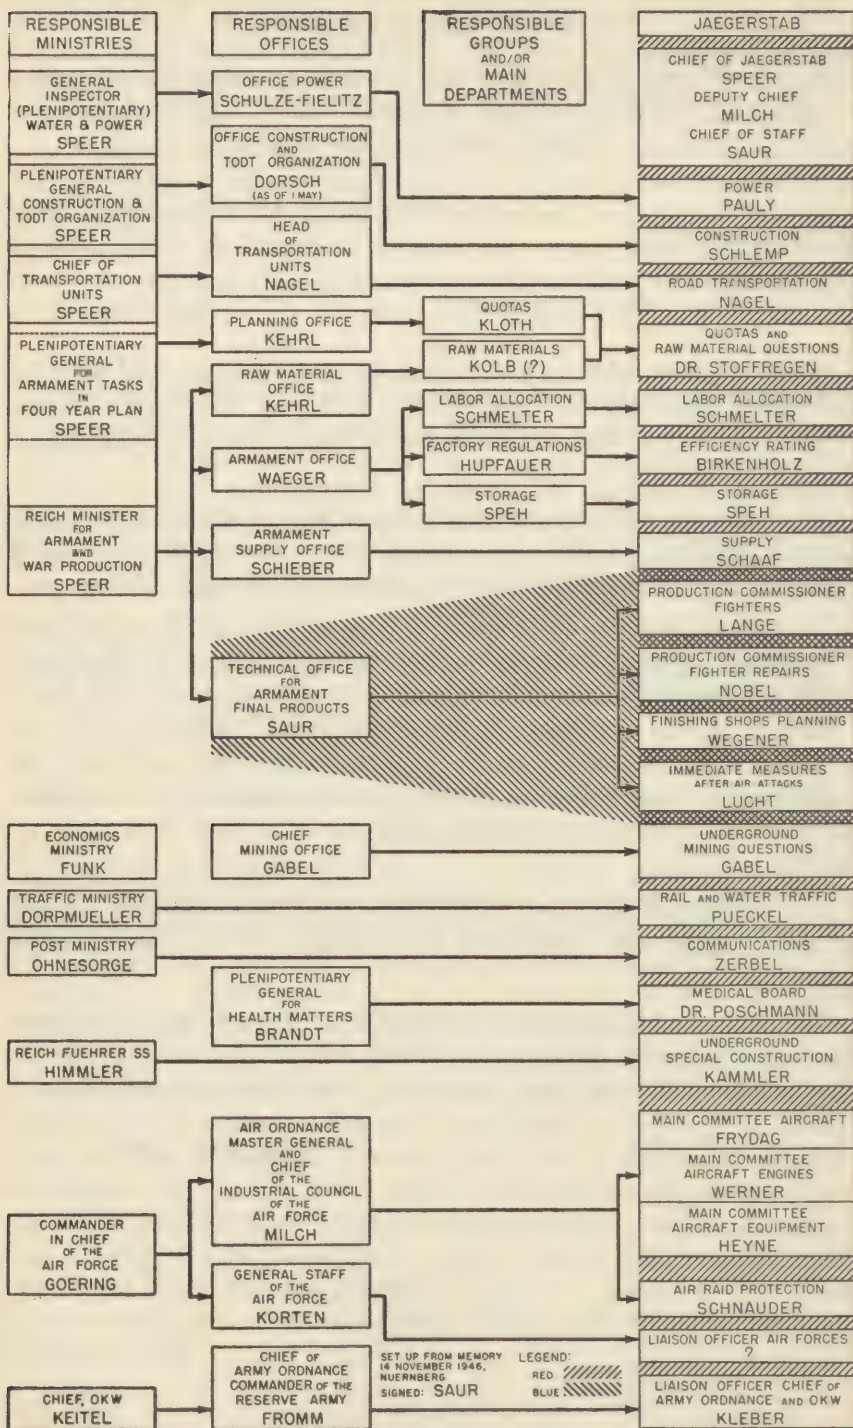 RESPONSIBLE
MINISTRIES
RESPONSIBLE
OFFICES
RESPONSIBLE
GROUPS
AND/OR
MAIN
DEPARTMENTS
JAEGERSTAB
GENERAL
INSPECTOR
(PLENIPOTENTIARY)
WATER & POWER
SPEER
OFFICE POWER
SCHULZE-FIELITZ
CHIEF OF JAEGERSTAB
SPEER
DEPUTY CHIEF
MILCH
CHIEF OF STAFF
SAUR
PLENIPOTENTIARY
GENERAL
CONSTRUCTION &
TODT ORGANIZATION
SPEER
OFFICE CONSTRUCTION
AND
TODT ORGANIZATION
DORSCH
(AS OF 1 MAY)
POWER
PAULY
CONSTRUCTION
SCHLEMP
CHIEF OF
TRANSPORTATION
UNITS
SPEER
HEAD
OF
TRANSPORTATION
UNITS
NAGEL
ROAD TRANSPOTATION
NAGEL
PLENIPOTENTIARY
GENERAL
FOR
ARMAMENT TASKS
IN
FOUR YEAR PLAN
SPEER
PLANNING OFFICE
KEHRL
QUOTAS
KLOTH
RAW MATERIAL
OFFICE
KEHRL
RAW MATERIALS
KOLB (?)
QUOTAS AND
RAW MATERIAL QUESTIONS
DR. STOFFREGEN
LABOR ALLOCATION
SCHMELTER
LABOR ALLOCATION
SCHMELTER
ARMAMENT OFFICE
WAEGER
FACTORY REGULATIONS
HUPFAUER
EFFICIENCY RATING
BIRKENHOLZ
STORAGE
SPEH
STORAGE
SPEH
REICH MINISTER
FOR
ARMAMENT
AND
WAR PRODUCTION
SPEER
ARMAMENT
SUPPLY OFFICE
SCHIEBER
SUPPLY
SCHAAF
TECHNICAL OFFICE
FOR
ARMAMENT
FINAL PRODUCTS
SAUR
PRODUCTION COMMISSIONER
FIGHTERS
LANGE
PRODUCTION COMMISSIONER
FIGHTER REPAIRS
NOBEL
FINISHING SHOPS PLANNING
WEGENER
IMMEDIATE MEASURES
AFTER AIR ATTACKS
LUCHT
ECONOMICS
MINISTRY
FUNK
CHIEF
MINING OFFICE
GABEL
UNDERGROUND
MINING QUESTIONS
GABEL
TRAFFIC MINISTRY
DORPMUELLER
RAIL AND WATER TRAFFIC
PUECKEL
POST MINISTRY
OHNESORGE
COMMUNICATIONS
ZERBEL
PLENIPOTENTIARY
GENERAL
FOR
HEALTH MATTERS
BRANDT
MEDICAL BOARD
DR. POSCHMANN
REICH FUEHRER SS
HIMMLER
UNDERGROUND
SPECIAL CONSTRUCTION
KAMMLER
COMMANDER
IN CHIEF
OF THE
AIR FORCE
GOERING
AIR ORDNANCE
MASTER GENERAL
AND
CHIEF
OF THE
INDUSTRIAL COUNCIL
OF THE
AIR FORCE
MILCH
MAIN COMMITTEE AIRCRAFT
FRYDAG
MAIN COMMITTEE
AIRCRAFT ENGINES
WERNER
MAIN COMMITTEE
AIRCRAFT EQUIPMENT
HEYNE
GENERAL STAFF
OF THE
AIR FORCE
KORTEN
AIR RAID PROTECTION
SCHNAUDER
LIAISON OFFICER AIR FORCES
?
CHIEF, OKW
KEITEL
CHIEF OF
ARMY ORDNANCE
COMMANDER OF THE
RESERVE ARMY
FROMM
SET UP FROM MEMORY
14 NOVEMBER 1946,
NUERNBERG
SIGNED: SAUR
LEGEND:
RED
BLUE
LIAISON OFFICER CHIEF OF
ARMY ORDNANCE AND OKW
KLEBER